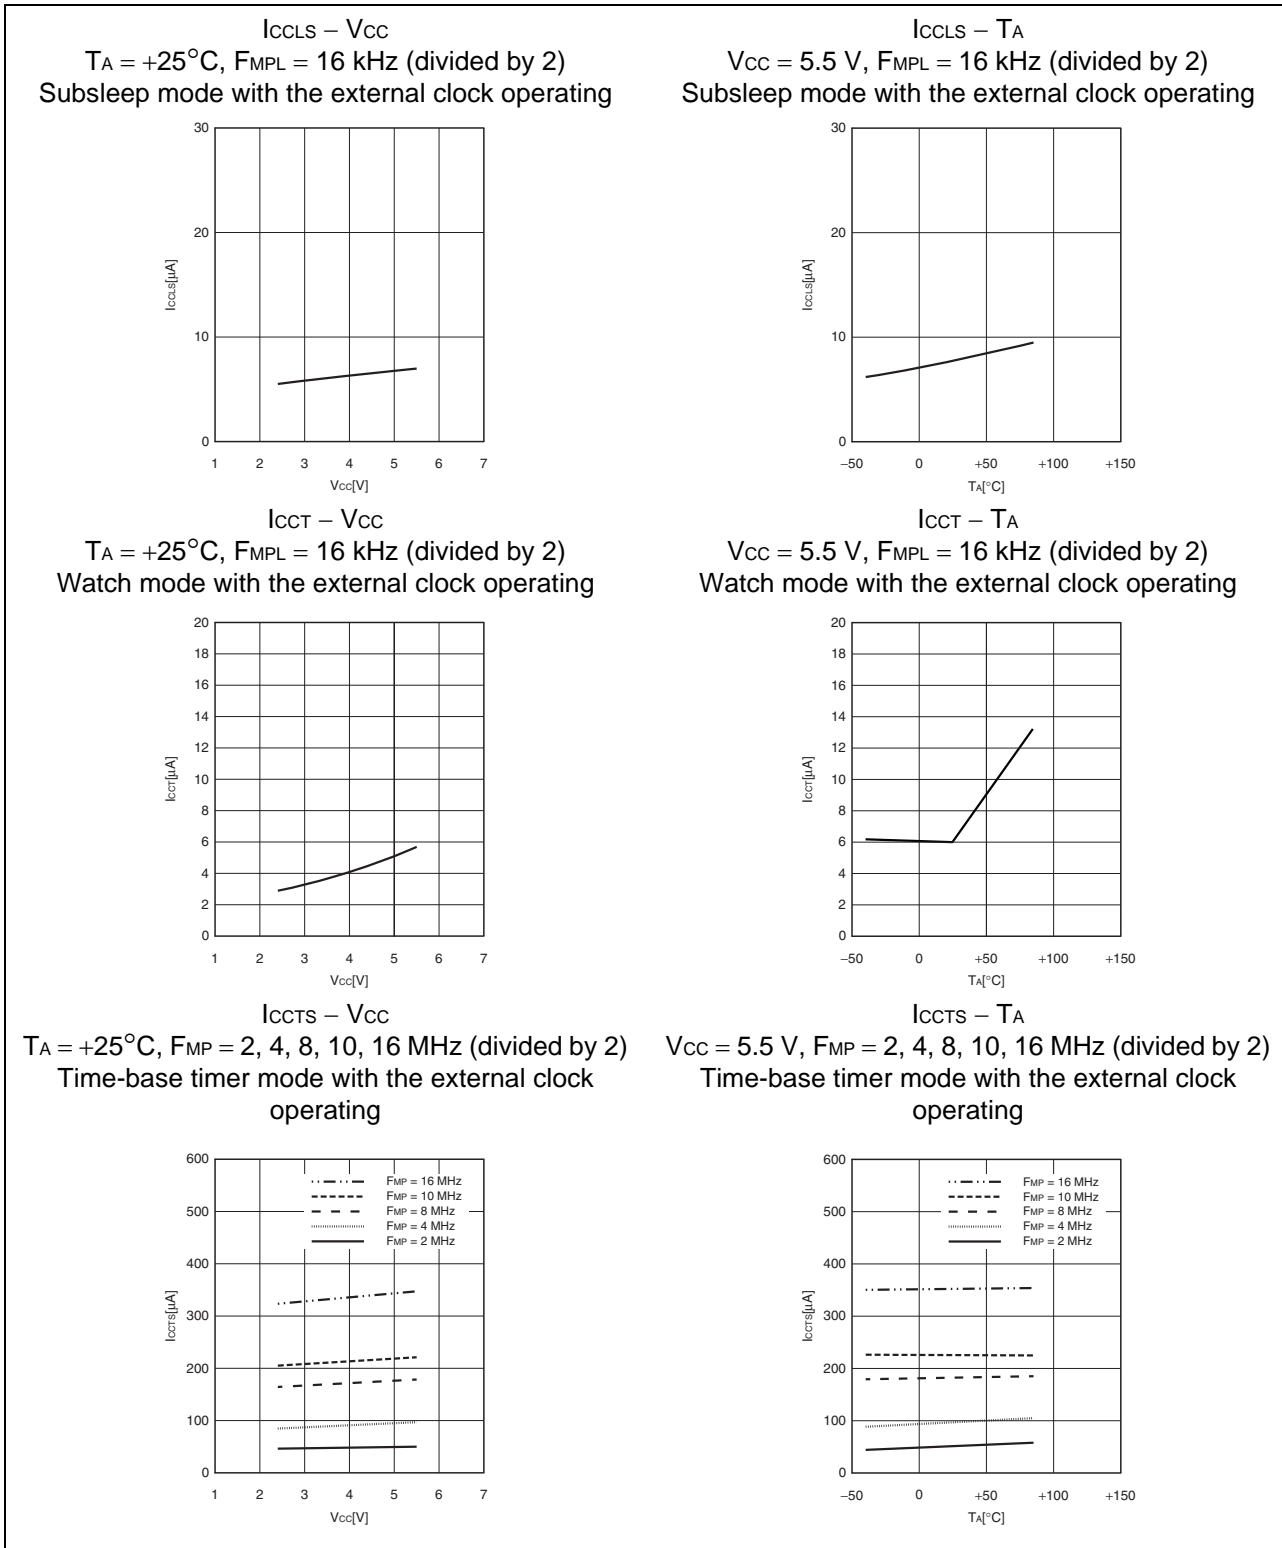 ICCLS − VCC
TA = +25°C, FMPL = 16 kHz (divided by 2)
Subsleep mode with the external clock operating
30
20
10
0
ICCLS[μA]
1 2 3 4 5 6 7
VCC[V]
ICCLS − TA
VCC = 5.5 V, FMPL = 16 kHz (divided by 2)
Subsleep mode with the external clock operating
30
20
10
0
ICCLS[μA]
−50 0 +50 +100 +150
TA[°C]
ICCT − VCC
TA = +25°C, FMPL = 16 kHz (divided by 2)
Watch mode with the external clock operating
20
18
16
14
12
10
8
6
4
2
0
ICCT[μA]
1 2 3 4 5 6 7
VCC[V]
ICCT − TA
VCC = 5.5 V, FMPL = 16 kHz (divided by 2)
Watch mode with the external clock operating
20
18
16
14
12
10
8
6
4
2
0
ICCT[μA]
−50 0 +50 +100 +150
TA[°C]
ICCTS − VCC
TA = +25°C, FMP = 2, 4, 8, 10, 16 MHz (divided by 2)
Time-base timer mode with the external clock
operating
600
500
400
300
200
100
0
ICCTS[μA]
FMP = 16 MHz
FMP = 10 MHz
FMP = 8 MHz
FMP = 4 MHz
FMP = 2 MHz
1 2 3 4 5 6 7
VCC[V]
ICCTS − TA
VCC = 5.5 V, FMP = 2, 4, 8, 10, 16 MHz (divided by 2)
Time-base timer mode with the external clock
operating
600
500
400
300
200
100
0
ICCTS[μA]
FMP = 16 MHz
FMP = 10 MHz
FMP = 8 MHz
FMP = 4 MHz
FMP = 2 MHz
−50 0 +50 +100 +150
TA[°C]